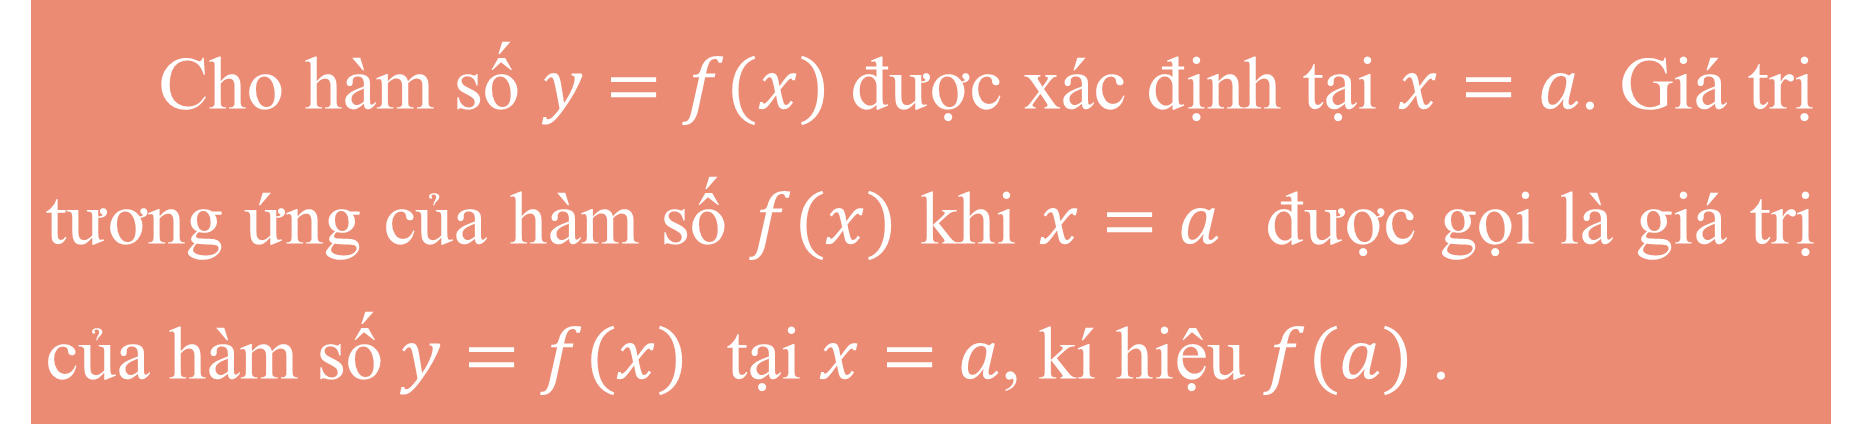 Cho hàm số y = f(x) được xác định tại x = a. Giá trị
tương ứng của hàm số f(x) khi x = a được gọi là giá trị
của hàm số y = f(x) tại x = a, kí hiệu f(a) .